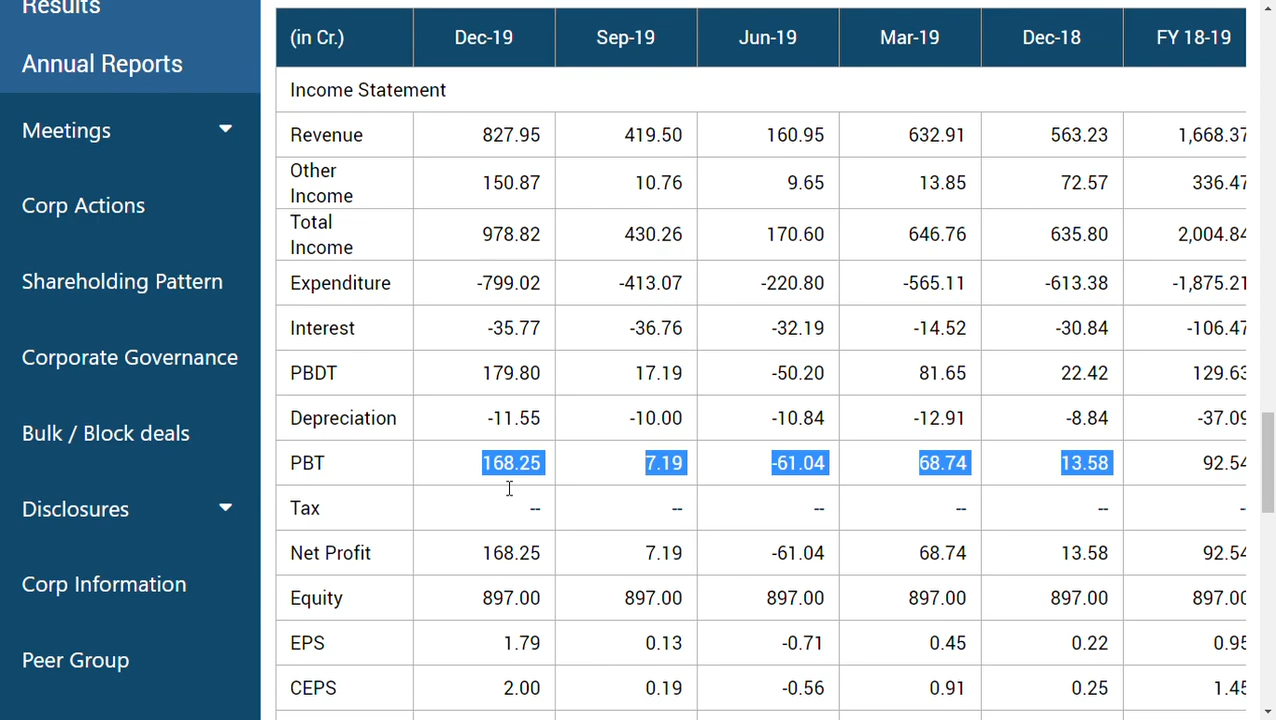 Results
Annual Reports
Meetings
Corp Actions
Shareholding Pattern
Corporate Governance
Bulk / Block deals
Disclosures
Corp Information
Peer Group
(in Cr.) Dec-19 Sep-19 Jun-19 Mar-19 Dec-18 FY 18-19
Income Statement
Revenue 827.95 419.50 160.95 632.91 563.23 1,668.37
Other
Income 150.87 10.76 9.65 13.85 72.57 336.47
Total
Income 978.82 430.26 170.60 646.76 635.80 2,004.84
Expenditure -799.02 -413.07 -220.80 -565.11 -613.38 -1,875.21
Interest -35.77 -36.76 -32.19 -14.52 -30.84 -106.47
PBDT 179.80 17.19 -50.20 81.65 22.42 129.63
Depreciation -11.55 -10.00 -10.84 -12.91 -8.84 -37.09
PBT 168.25 7.19 -61.04 68.74 13.58 92.54
Tax -- -- -- -- -- -
Net Profit 168.25 7.19 -61.04 68.74 13.58 92.54
Equity 897.00 897.00 897.00 897.00 897.00 897.00
EPS 1.79 0.13 -0.71 0.45 0.22 0.95
CEPS 2.00 0.19 -0.56 0.91 0.25 1.45